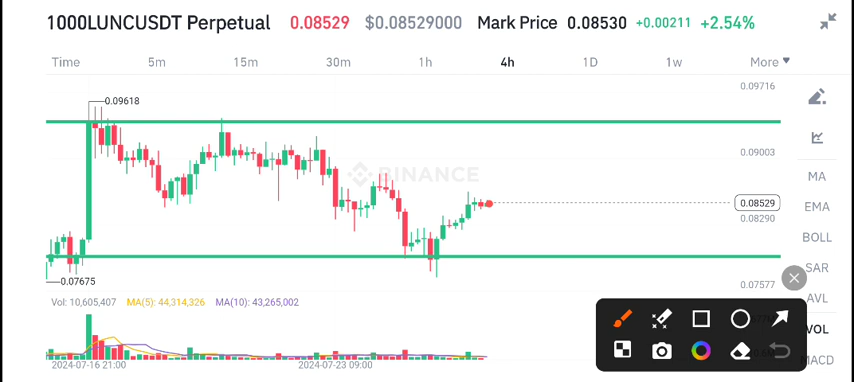 1000LUNCUSDT Perpetual 0.08529 $0.08529000 Mark Price 0.08530 +0.00211 +2.54%
Time 5m 15m 30m 1h 4h 1D 1w More
0.09716
0.09618
0.09003
MA
BINANCE
0.08529
EMA
0.08290
BOLL
SAR
0.07675
0.07577
AVL
Vol: 10,605,407 MA(5): 44,314,326 MA(10): 43,265,002
VOL
MACD
2024-07-16 21:00 2024-07-23 09:00